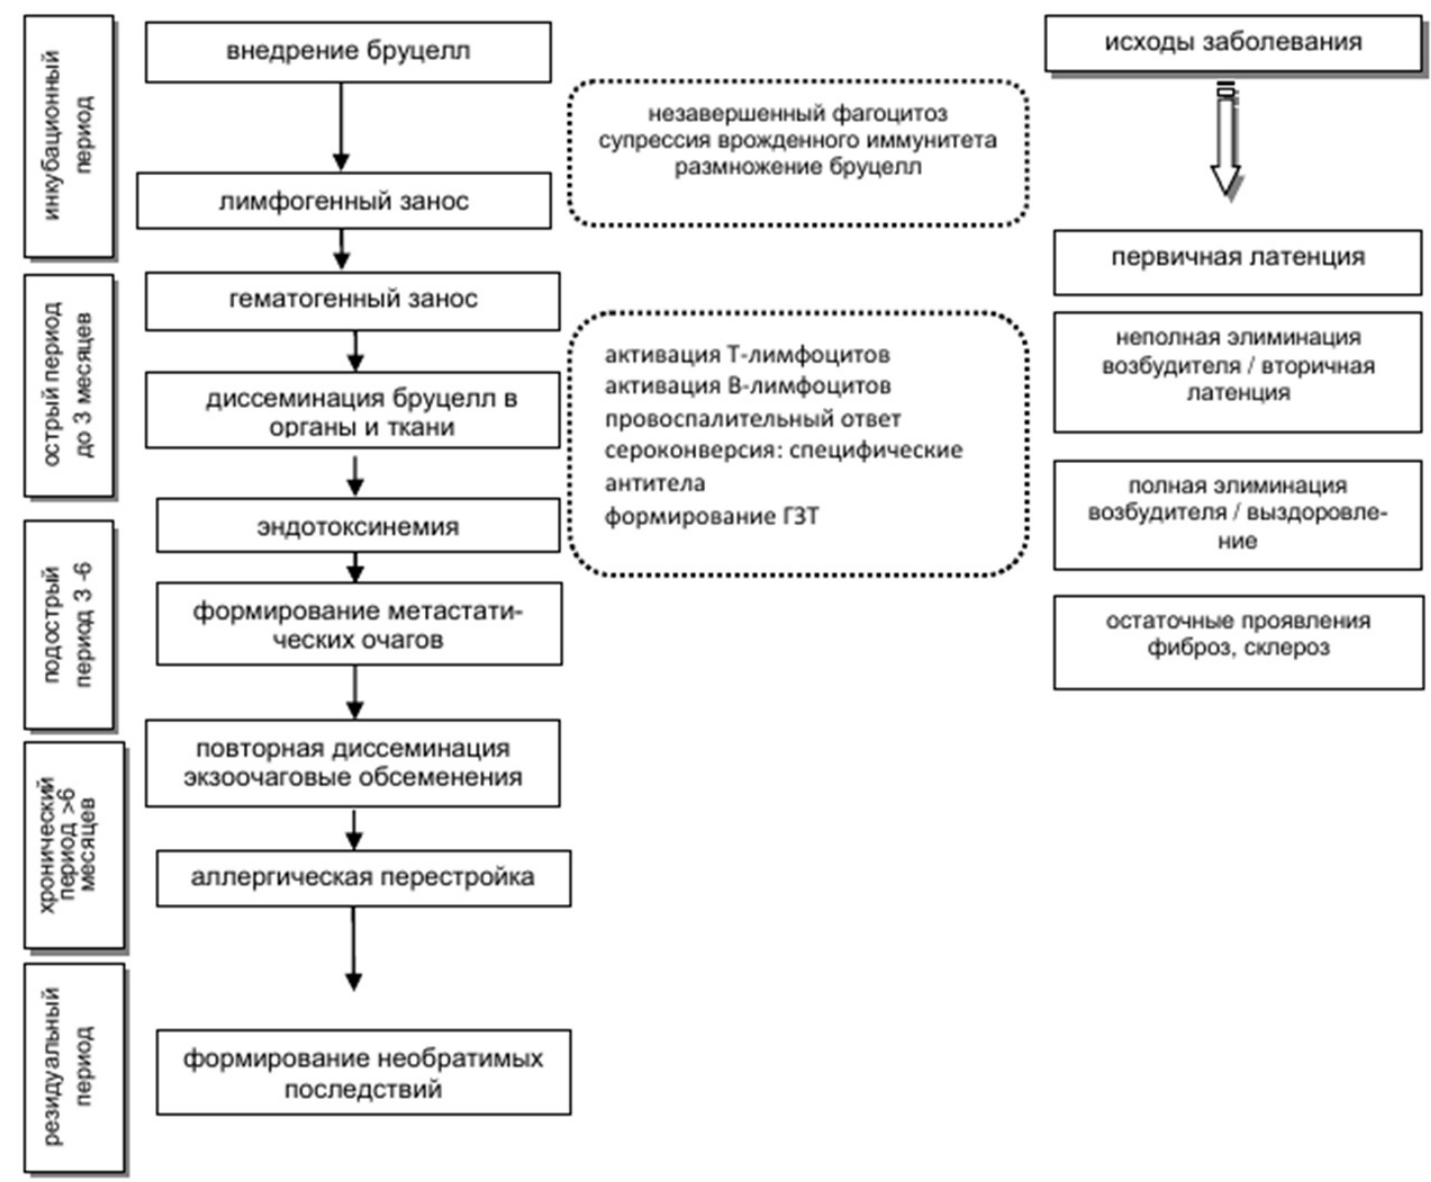 инкубационный
период
внедрение бруцелл
лимфогенный занос
незавершенный фагоцитоз
супрессия врожденного иммунитета
размножение бруцелл
исходы заболевания
острый период
до 3 месяцев
гематогенный занос
диссеминация бруцелл в
органы и ткани
активация Т-лимфоцитов
активация В-лимфоцитов
провоспалительный ответ
сероконверсия: специфические
антитела
формирование ГЗТ
первичная латенция
неполная элиминация
возбудителя / вторичная
латенция
полная элиминация
возбудителя / выздоровле-
ние
остаточные проявления
фиброз, склероз
подострый
период 3 -6
эндотоксинемия
формирование метастати-
ческих очагов
хронический
период >6
месяцев
повторная диссеминация
экзоочаговые обсеменения
аллергическая перестройка
резидуальный
период
формирование необратимых
последствий